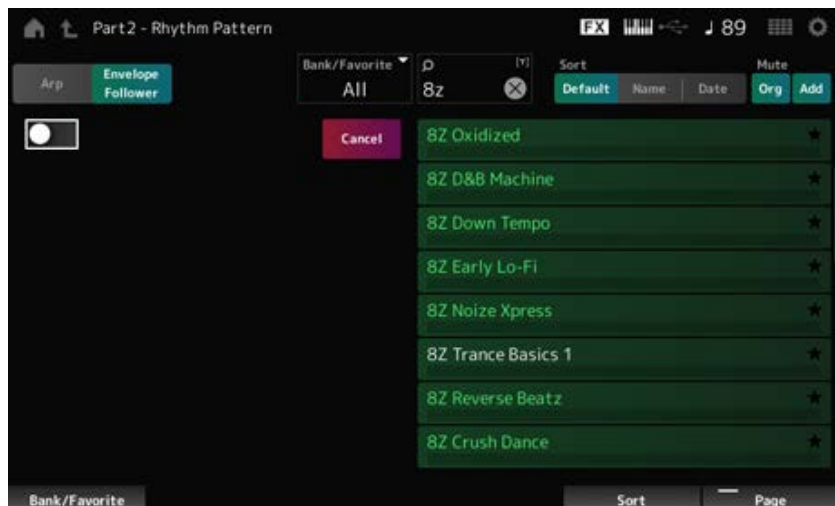 Part2 - Rhythm Pattern FX 89
Arp Envelope Follower Bank/Favorite All 8z [Y] Sort Default Name Date Mute Org Add
Cancel
8Z Oxidized
8Z D&B Machine
8Z Down Tempo
8Z Early Lo-Fi
8Z Noize Xpress
8Z Trance Basics 1
8Z Reverse Beatz
8Z Crush Dance
Bank/Favorite Sort Page